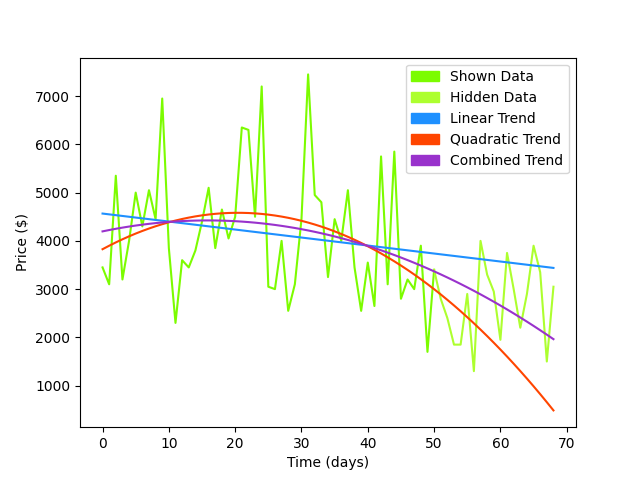 Shown Data
Hidden Data
Linear Trend
Quadratic Trend
Combined Trend
7000
6000
5000
4000
3000
2000
1000
Price ($)
0 10 20 30 40 50 60 70
Time (days)